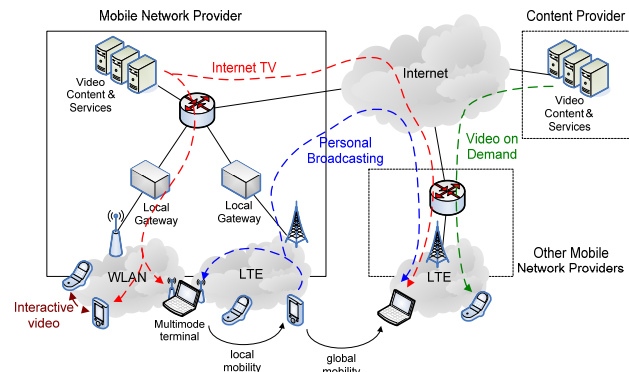 Mobile Network Provider
Content Provider
Internet TV
Internet
Video
Content &
Services
Video
Content &
Services
Personal
Broadcasting
Video on
Demand
Local
Gateway
Local
Gateway
Other Mobile
Network Providers
WLAN
LTE
LTE
Interactive
video
Multimode
terminal
local
mobility
global
mobility